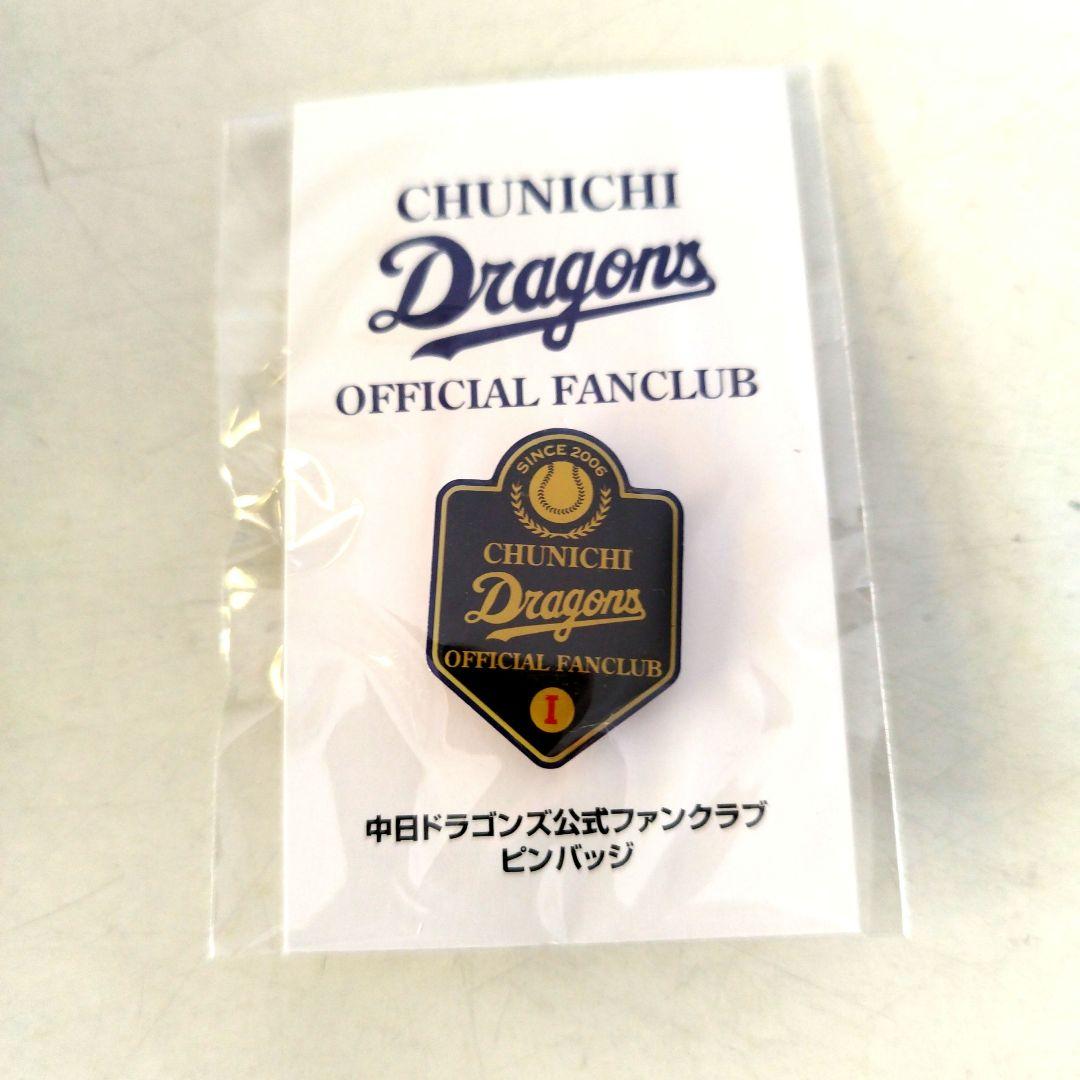 CHUNICHI
Dragons
OFFICIAL FANCLUB
SINCE 2006
CHUNICHI
Dragons
OFFICIAL FANCLUB
I
中日ドラゴンズ公式ファンクラブ
ピンバッジ